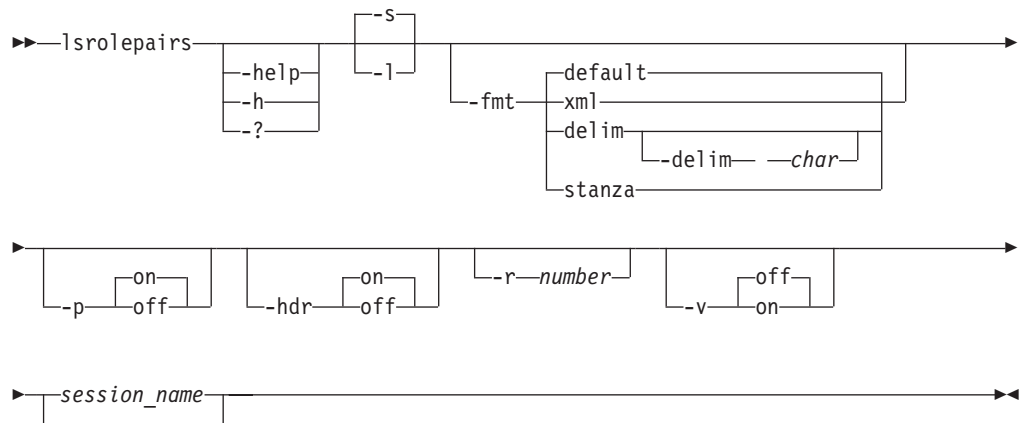 -s
lsrolepairs
-help
-l
-h
-?
default
-fmt
xml
delim
-delim char
stanza
on
-p
off
on
-hdr
off
-r number
off
-v
on
session_name